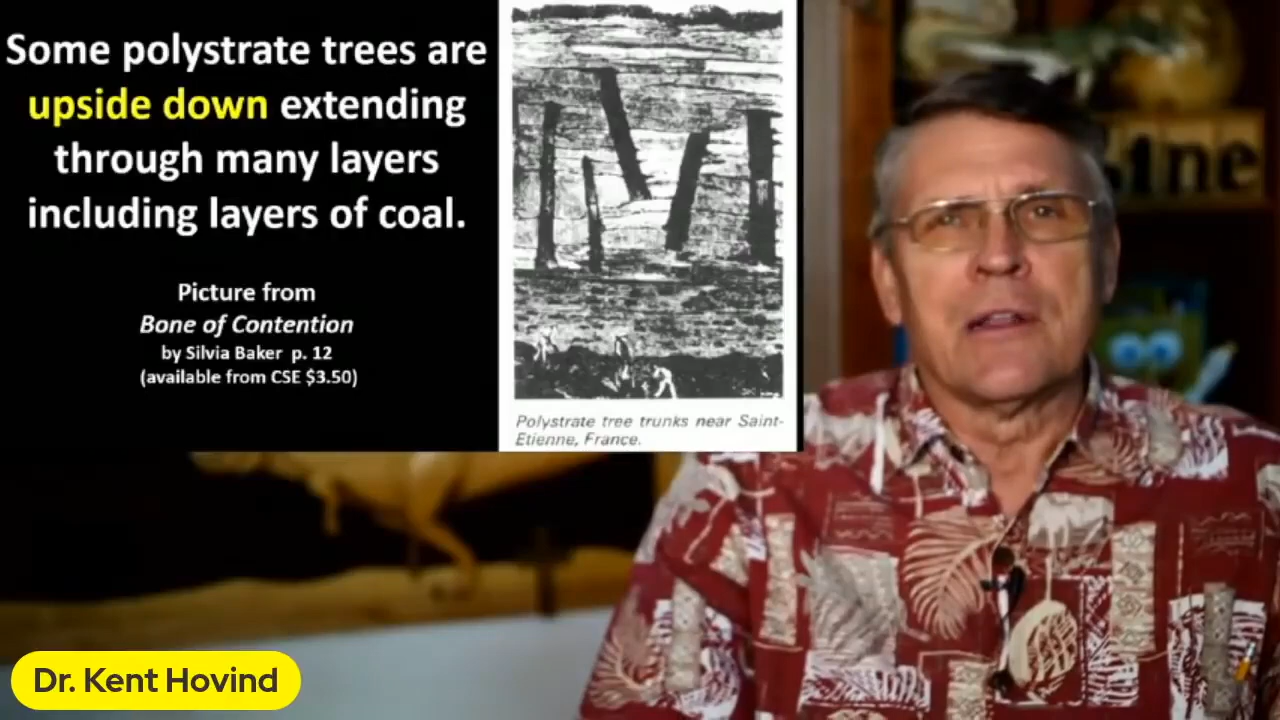 Some polystrate trees are
upside down extending
through many layers
including layers of coal.
Picture from
Bone of Contention
by Silvia Baker p. 12
(available from CSE $3.50)
Polystrate tree trunks near Saint-
Etienne, France.
Dr. Kent Hovind